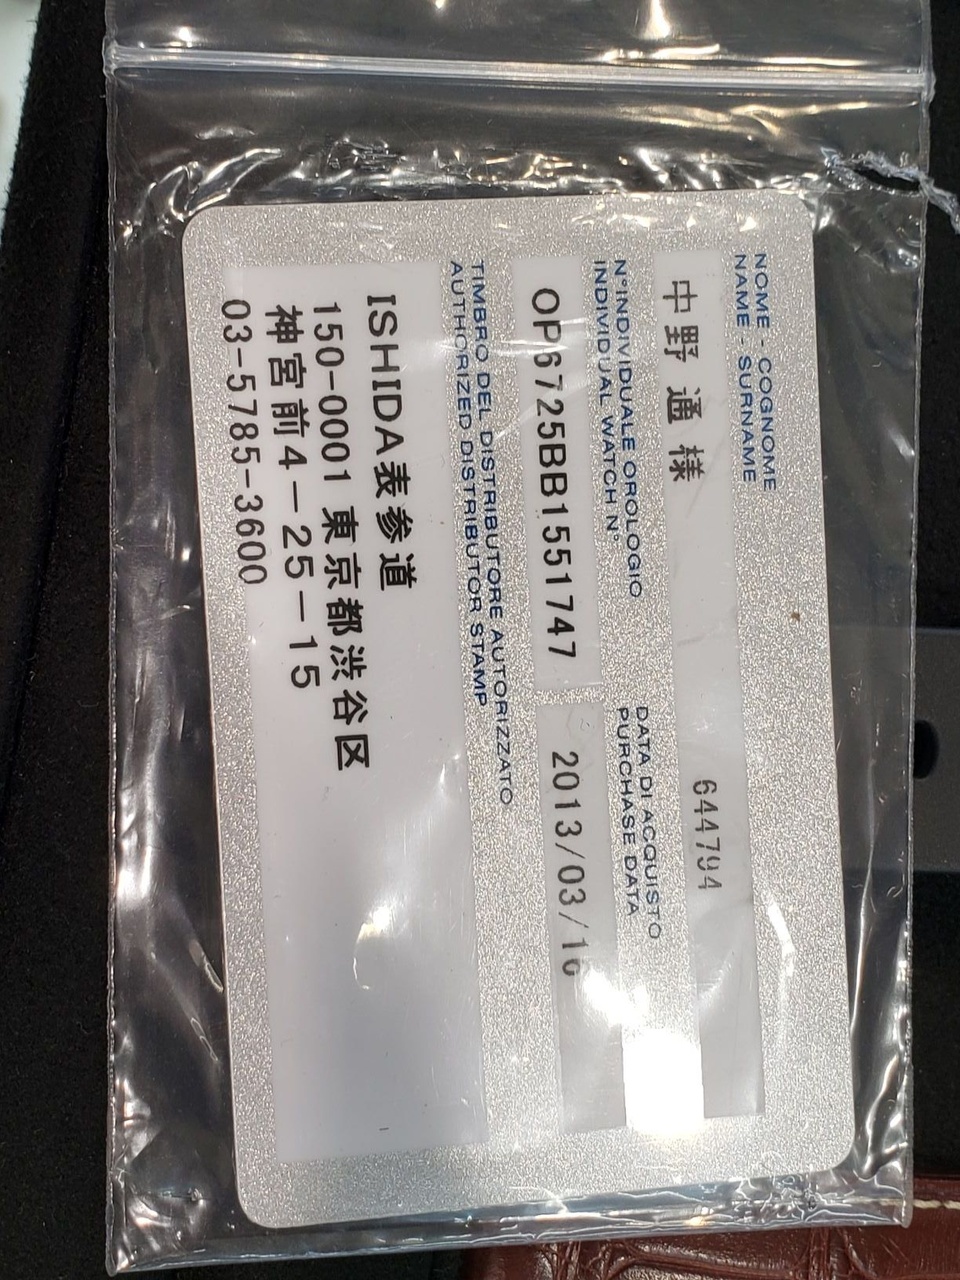 NOME - COGNOME
NAME - SURNAME
中野 通 様
644794
N°INDIVIDUALE OROLOGIO
INDIVIDUAL WATCH N°
DATA DI ACQUISTO
PURCHASE DATA
OP6725BB1551747
2013/03/16
TIMBRO DEL DISTRIBUTORE AUTORIZZATO
AUTHORIZED DISTRIBUTOR STAMP
ISHIDA表参道
150-0001 東京都渋谷区
神宮前4−25−15
03-5785-3600